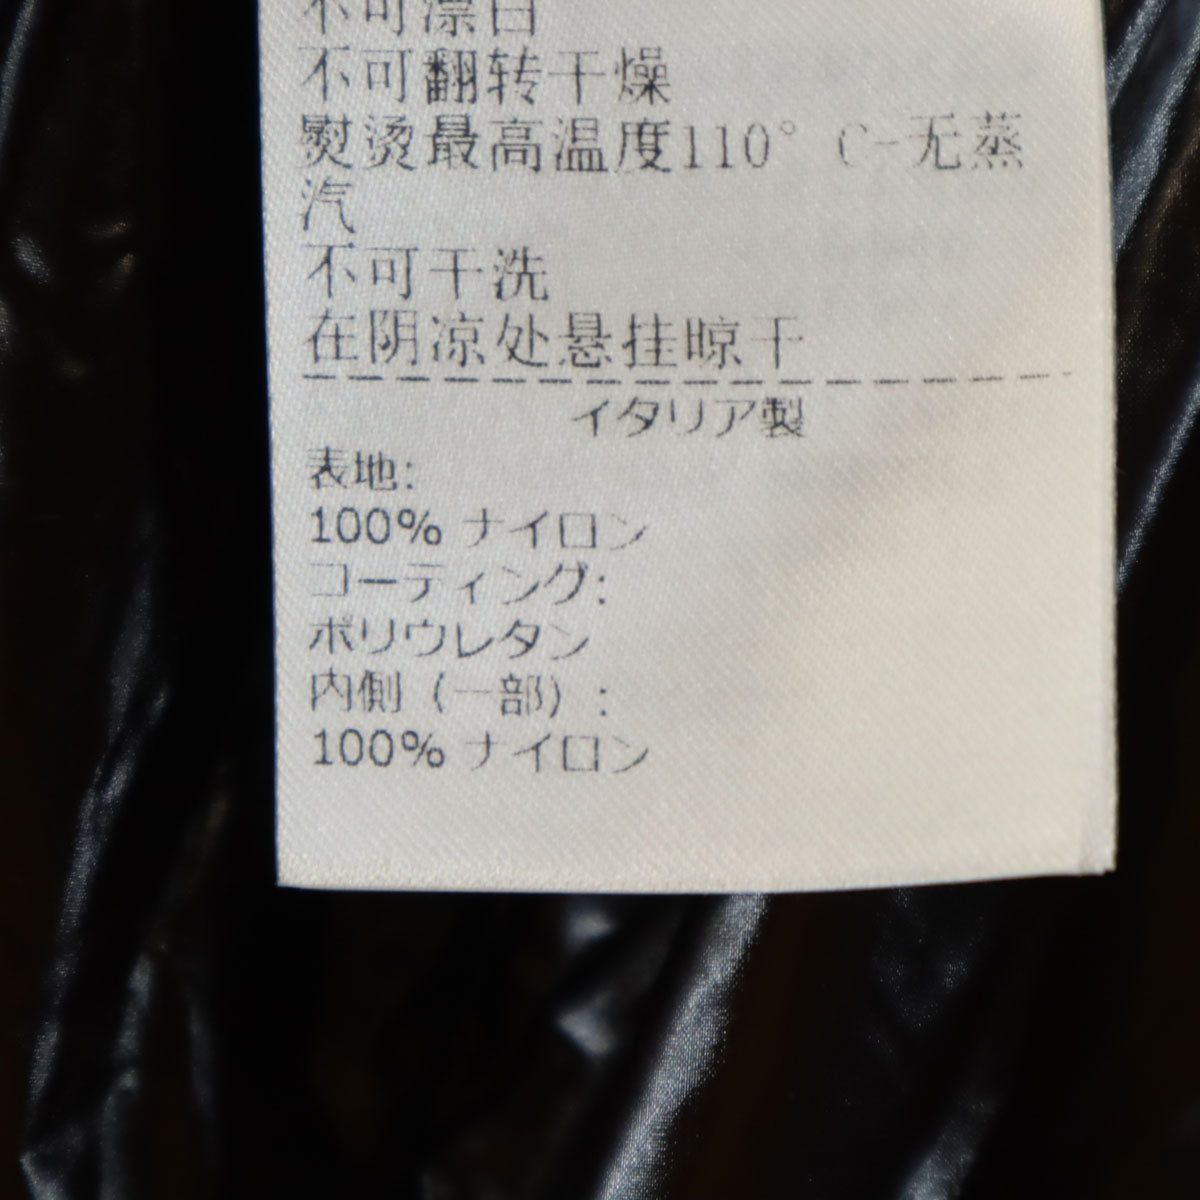 不可漂白
不可翻转干燥
熨烫最高温度110°C-无蒸
汽
不可干洗
在阴凉处悬挂晾干
イタリア製
表地:
100% ナイロン
コーティング:
ポリウレタン
内側（一部）:
100% ナイロン